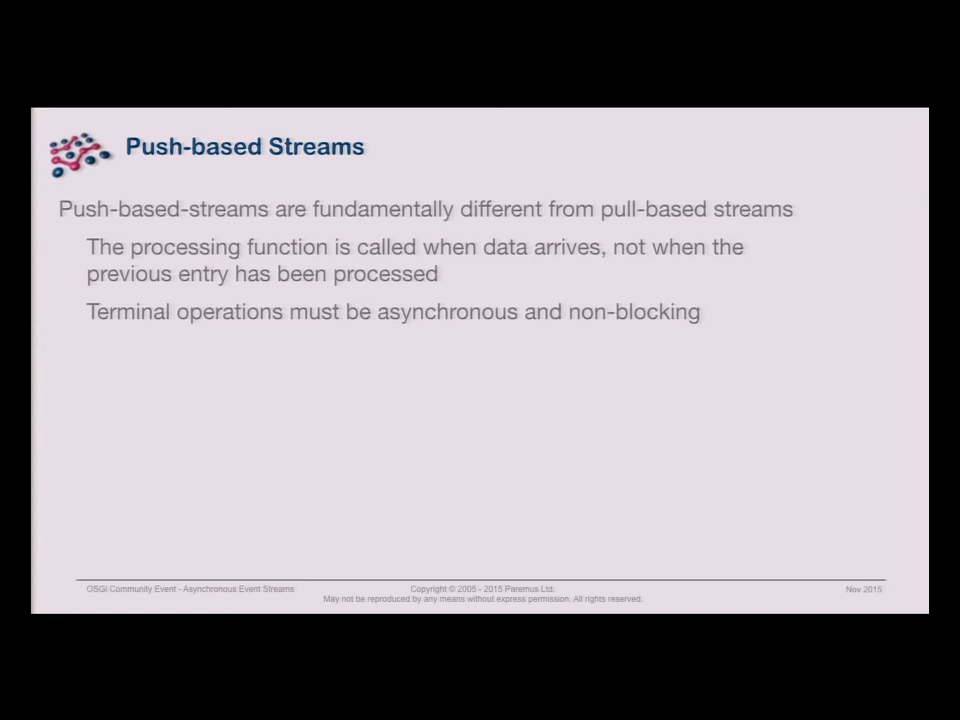 Push-based Streams
Push-based-streams are fundamentally different from pull-based streams
The processing function is called when data arrives, not when the
previous entry has been processed
Terminal operations must be asynchronous and non-blocking
OSGi Community Event - Asynchronous Event Streams
Copyright © 2005 - 2015 Paremus Ltd.
May not be reproduced by any means without express permission. All rights reserved.
Nov 2015